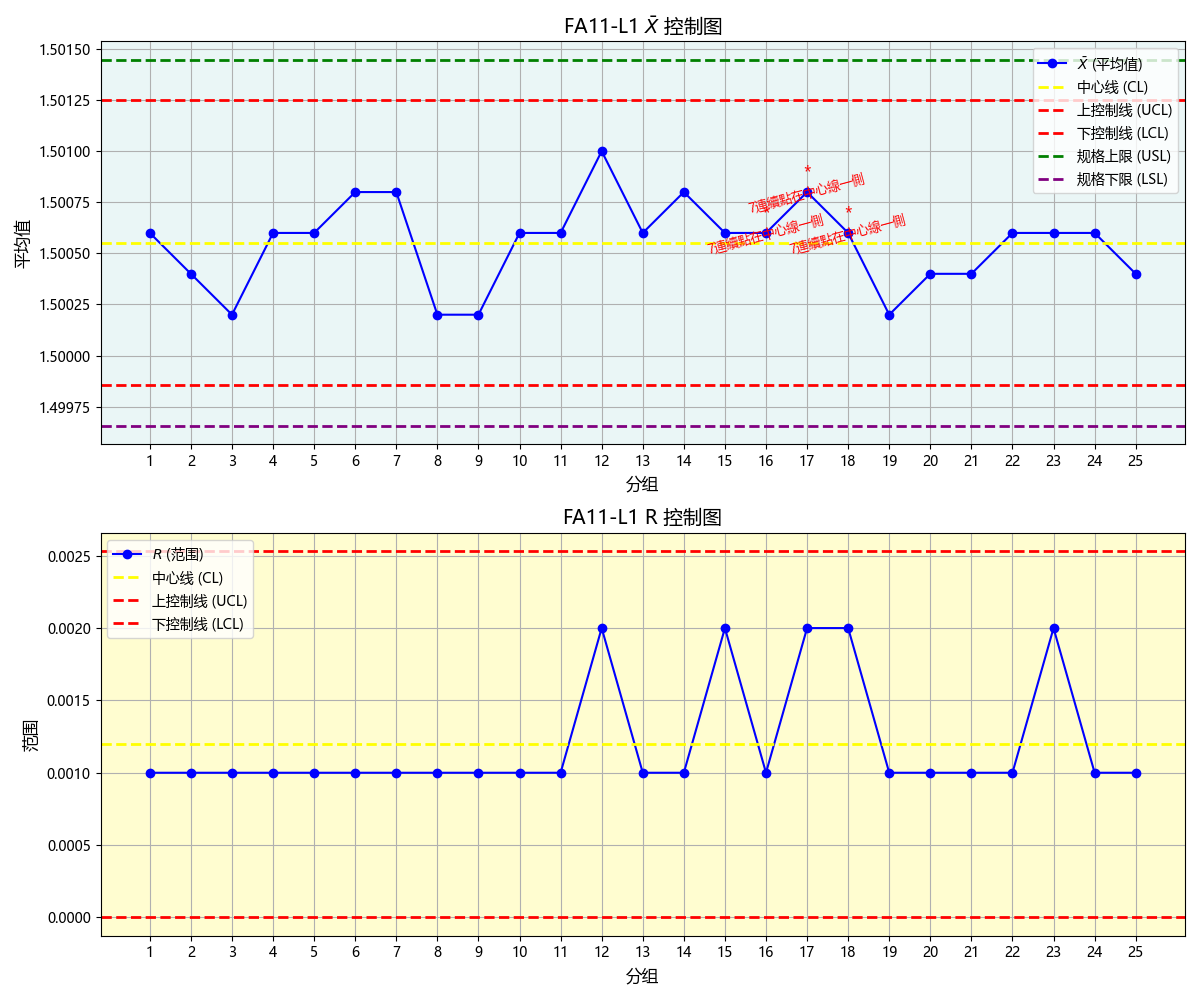 FA11-L1 X̄ 控制图
1.50150
1.50125
1.50100
1.50075
1.50050
1.50025
1.50000
1.49975
平均值
X̄ (平均值)
中心线 (CL)
上控制线 (UCL)
下控制线 (LCL)
规格上限 (USL)
规格下限 (LSL)
*
7連續點在中心線一側
*
7連續點在中心線一側
*
7連續點在中心線一側
1 2 3 4 5 6 7 8 9 10 11 12 13 14 15 16 17 18 19 20 21 22 23 24 25
分组
FA11-L1 R 控制图
0.0025
0.0020
0.0015
0.0010
0.0005
0.0000
范围
R (范围)
中心线 (CL)
上控制线 (UCL)
下控制线 (LCL)
1 2 3 4 5 6 7 8 9 10 11 12 13 14 15 16 17 18 19 20 21 22 23 24 25
分组